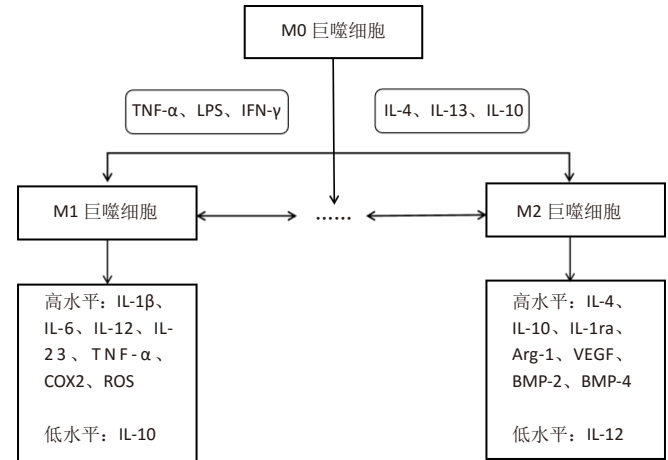 M0 巨噬细胞
TNF-α、LPS、IFN-γ
IL-4、IL-13、IL-10
M1 巨噬细胞
......
M2 巨噬细胞
高水平：IL-1β、
IL-6、IL-12、IL-
23、TNF-α、
COX2、ROS
低水平：IL-10
高水平：IL-4、
IL-10、IL-1ra、
Arg-1、VEGF、
BMP-2、BMP-4
低水平：IL-12